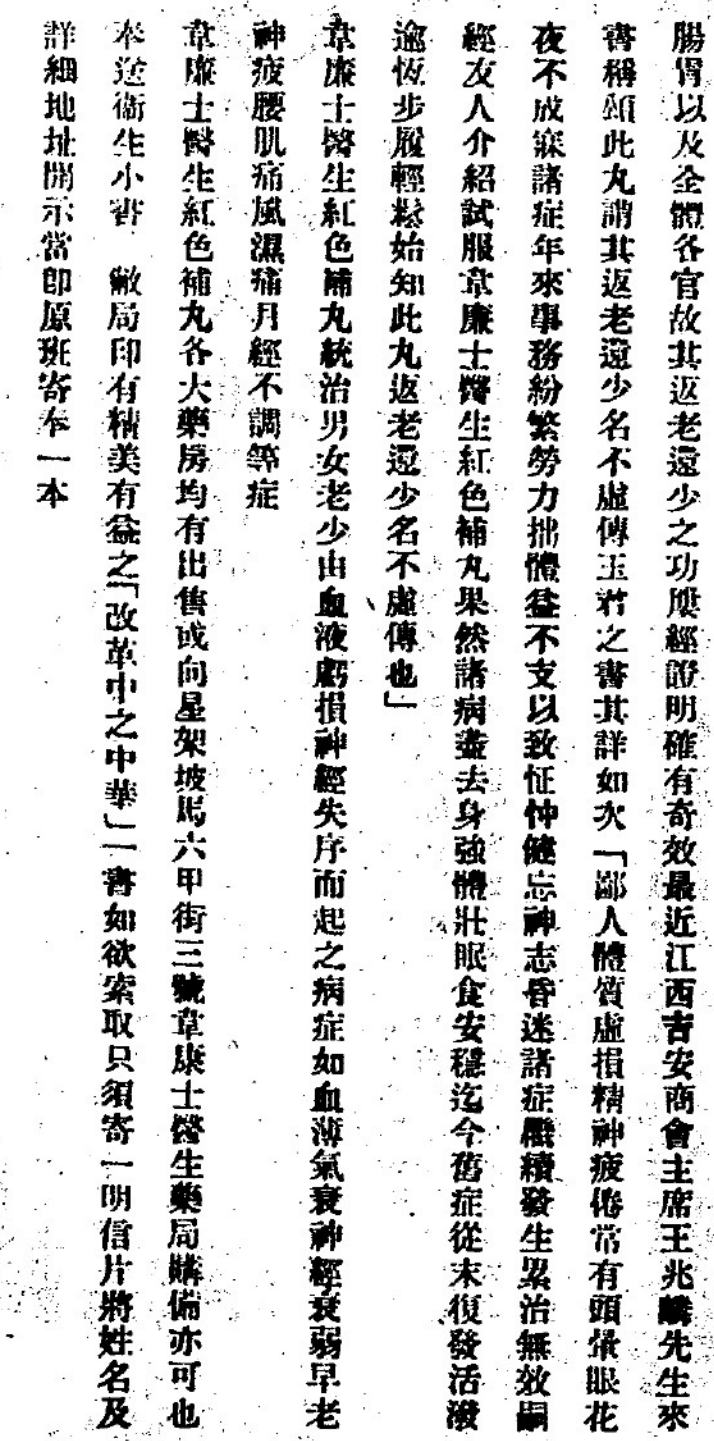 腸胃以及全體各官故其返老還少之功屢經證明確有奇效最近江西吉安商會主席王兆麟先生來
書稱頌此丸謂其返老還少名不虛傳王君之書其詳如次「鄙人體質虛損精神疲倦常有頭暈眼花
夜不成寐諸症年來事務紛繁勞力拙體益不支以致怔忡健忘神志昏迷諸症繼續發生累治無效嗣
經友人介紹試服韋廉士醫生紅色補丸果然諸病盡去身強體壯眠食安穩迄今舊症從未復發活潑
逾恆步履輕鬆始知此丸返老還少名不虛傳也」
韋廉士醫生紅色補丸統治男女老少由血液虧損神經失序而起之病症如血薄氣衰神經衰弱早老
神疲腰肌痛風濕痛月經不調等症
韋廉士醫生紅色補丸各大藥房均有出售或向星架坡馬六甲街三號韋廉士醫生藥局購備亦可也
奉送衛生小書 敝局印有精美有益之「改革中之中華」一書如欲索取只須寄一明信片將姓名及
詳細地址開示當即原班寄奉一本